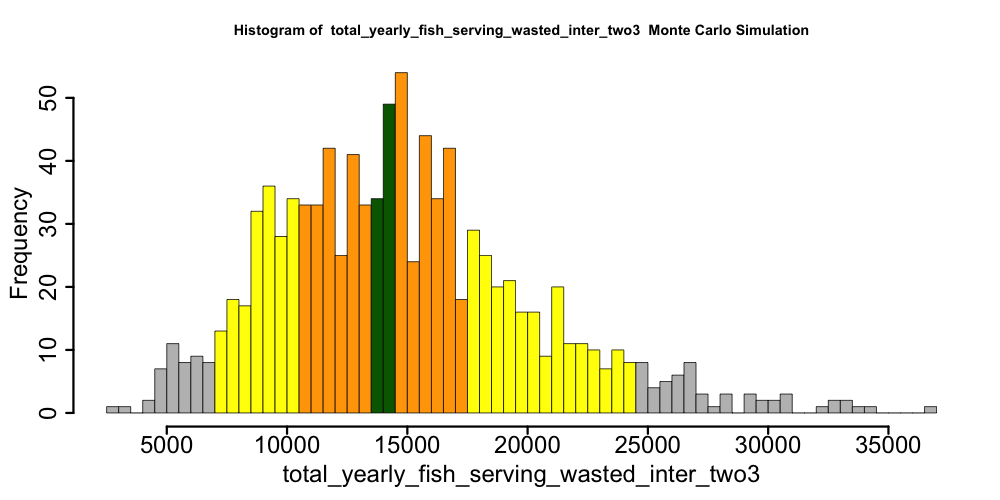 Histogram of  total_yearly_fish_serving_wasted_inter_two3  Monte Carlo Simulation
Frequency
50
40
30
20
10
0
5000 10000 15000 20000 25000 30000 35000
total_yearly_fish_serving_wasted_inter_two3